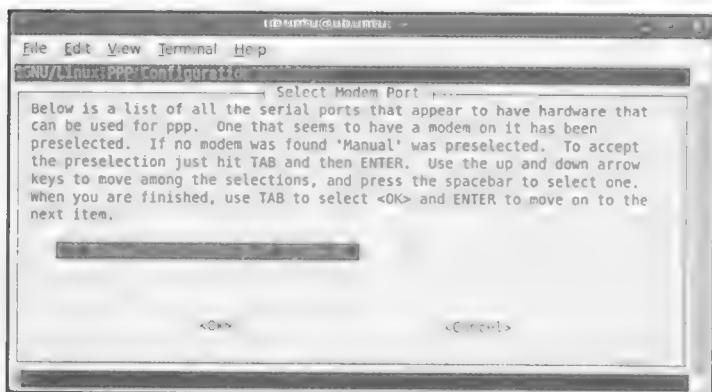 File Edit View Terminal Help
GNU/Linux PPP Configuration
Select Modem Port
Below is a list of all the serial ports that appear to have hardware that
can be used for ppp. One that seems to have a modem on it has been
preselected. If no modem was found 'Manual' was preselected. To accept
the preselection just hit TAB and then ENTER. Use the up and down arrow
keys to move among the selections, and press the spacebar to select one.
When you are finished, use TAB to select <OK> and ENTER to move on to the
next item.
<Ok> <Cancel>